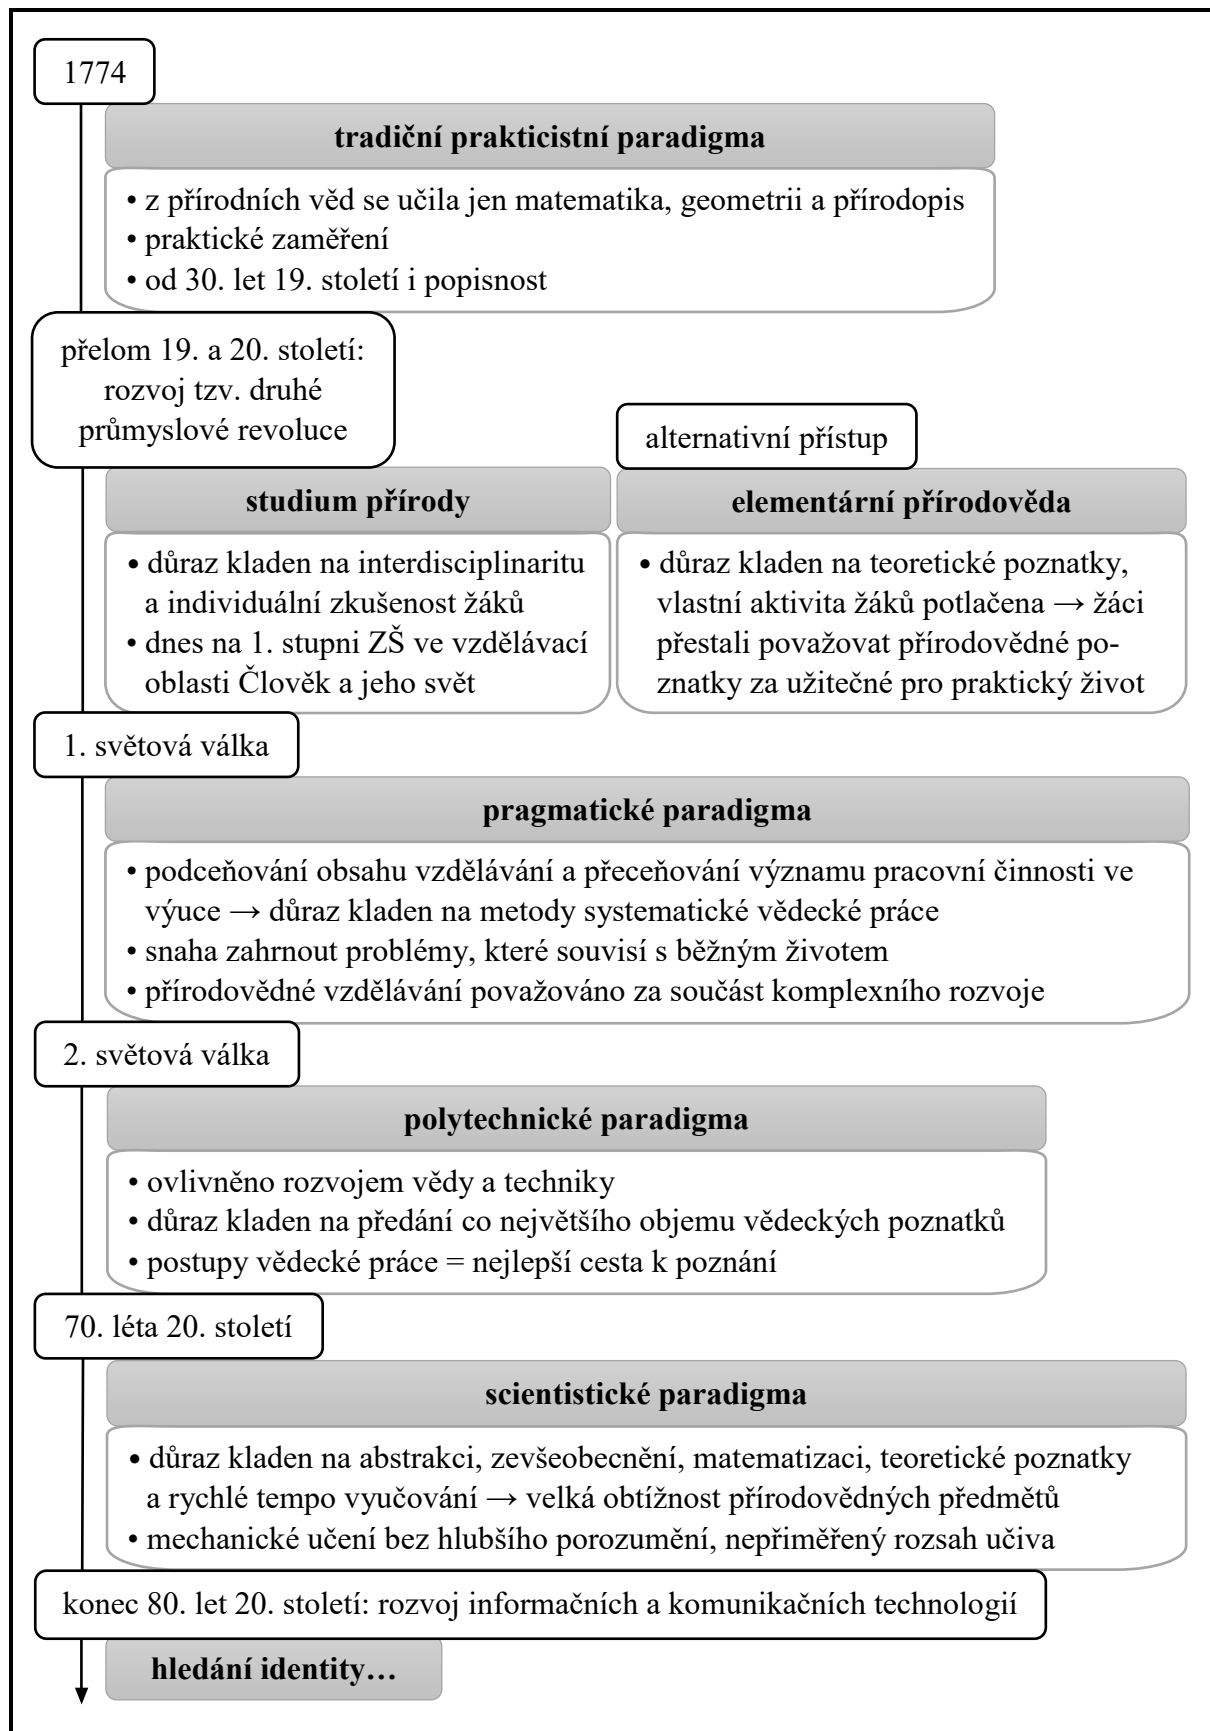 1774
tradiční prakticistní paradigma
• z přírodních věd se učila jen matematika, geometrii a přírodopis
• praktické zaměření
• od 30. let 19. století i popisnost
přelom 19. a 20. století:
rozvoj tzv. druhé
průmyslové revoluce
alternativní přístup
studium přírody
• důraz kladen na interdisciplinaritu
a individuální zkušenost žáků
• dnes na 1. stupni ZŠ ve vzdělávací
oblasti Člověk a jeho svět
elementární přírodověda
• důraz kladen na teoretické poznatky,
vlastní aktivita žáků potlačena → žáci
přestali považovat přírodovědné po-
znatky za užitečné pro praktický život
1. světová válka
pragmatické paradigma
• podceňování obsahu vzdělávání a přeceňování významu pracovní činnosti ve
výuce → důraz kladen na metody systematické vědecké práce
• snaha zahrnout problémy, které souvisí s běžným životem
• přírodovědné vzdělávání považováno za součást komplexního rozvoje
2. světová válka
polytechnické paradigma
• ovlivněno rozvojem vědy a techniky
• důraz kladen na předání co největšího objemu vědeckých poznatků
• postupy vědecké práce = nejlepší cesta k poznání
70. léta 20. století
scientistické paradigma
• důraz kladen na abstrakci, zevšeobecnění, matematizaci, teoretické poznatky
a rychlé tempo vyučování → velká obtížnost přírodovědných předmětů
• mechanické učení bez hlubšího porozumění, nepřiměřený rozsah učiva
konec 80. let 20. století: rozvoj informačních a komunikačních technologií
hledání identity…